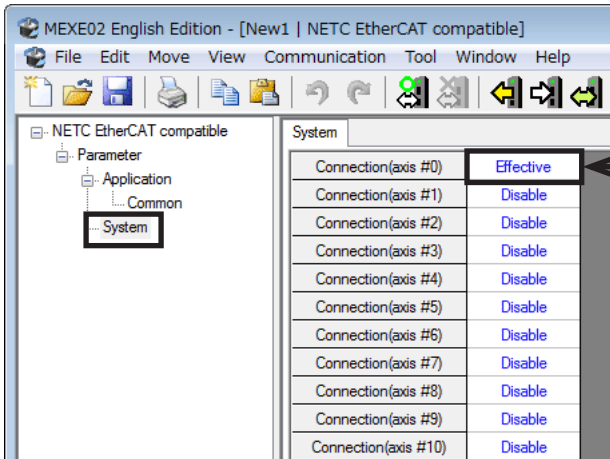 MEXE02 English Edition - [New1 | NETC EtherCAT compatible]
File Edit Move View Communication Tool Window Help
NETC EtherCAT compatible
Parameter
Application
Common
System
System
Connection(axis #0) Effective
Connection(axis #1) Disable
Connection(axis #2) Disable
Connection(axis #3) Disable
Connection(axis #4) Disable
Connection(axis #5) Disable
Connection(axis #6) Disable
Connection(axis #7) Disable
Connection(axis #8) Disable
Connection(axis #9) Disable
Connection(axis #10) Disable